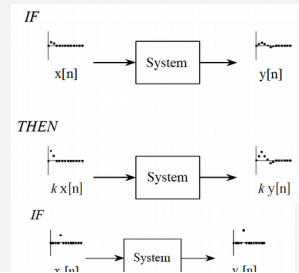 IF
System
x[n]
y[n]
THEN
System
k x[n]
k y[n]
IF
System